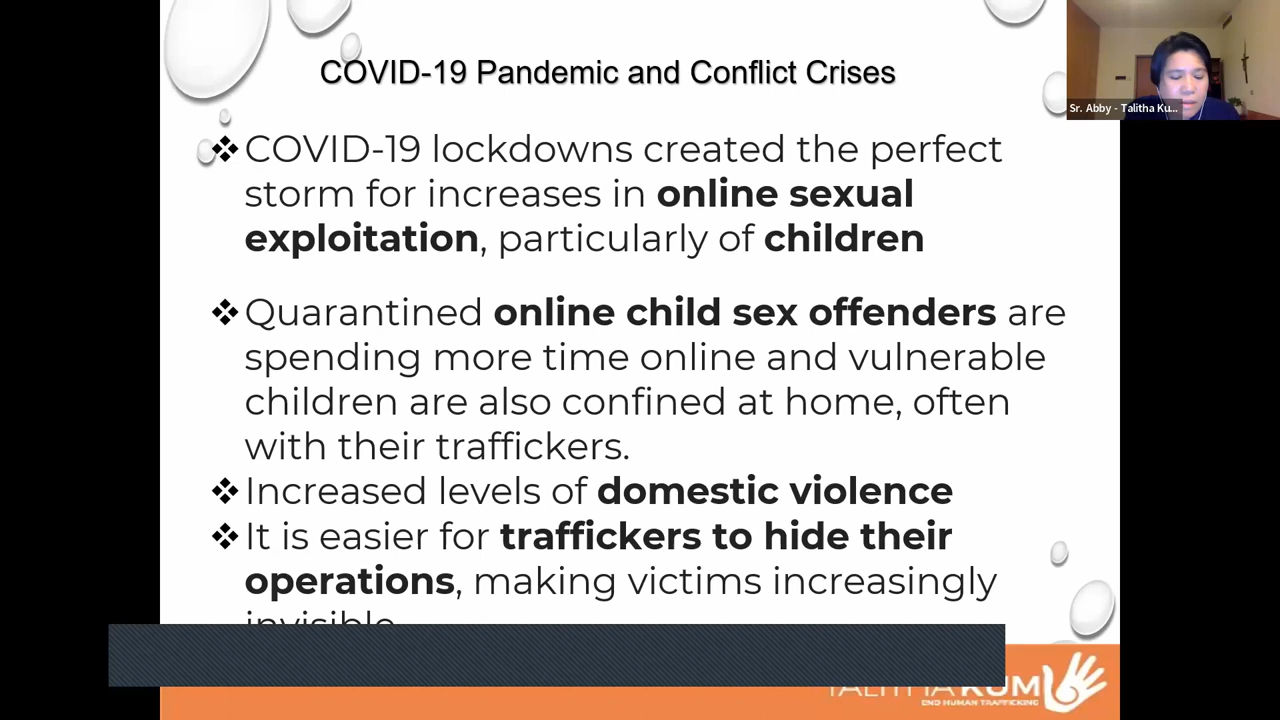 COVID-19 Pandemic and Conflict Crises
Sr. Abby - Talitha Ku...
❖COVID-19 lockdowns created the perfect
storm for increases in online sexual
exploitation, particularly of children
❖Quarantined online child sex offenders are
spending more time online and vulnerable
children are also confined at home, often
with their traffickers.
❖Increased levels of domestic violence
❖It is easier for traffickers to hide their
operations, making victims increasingly
invisible
TALITHA KUM
END HUMAN TRAFFICKING